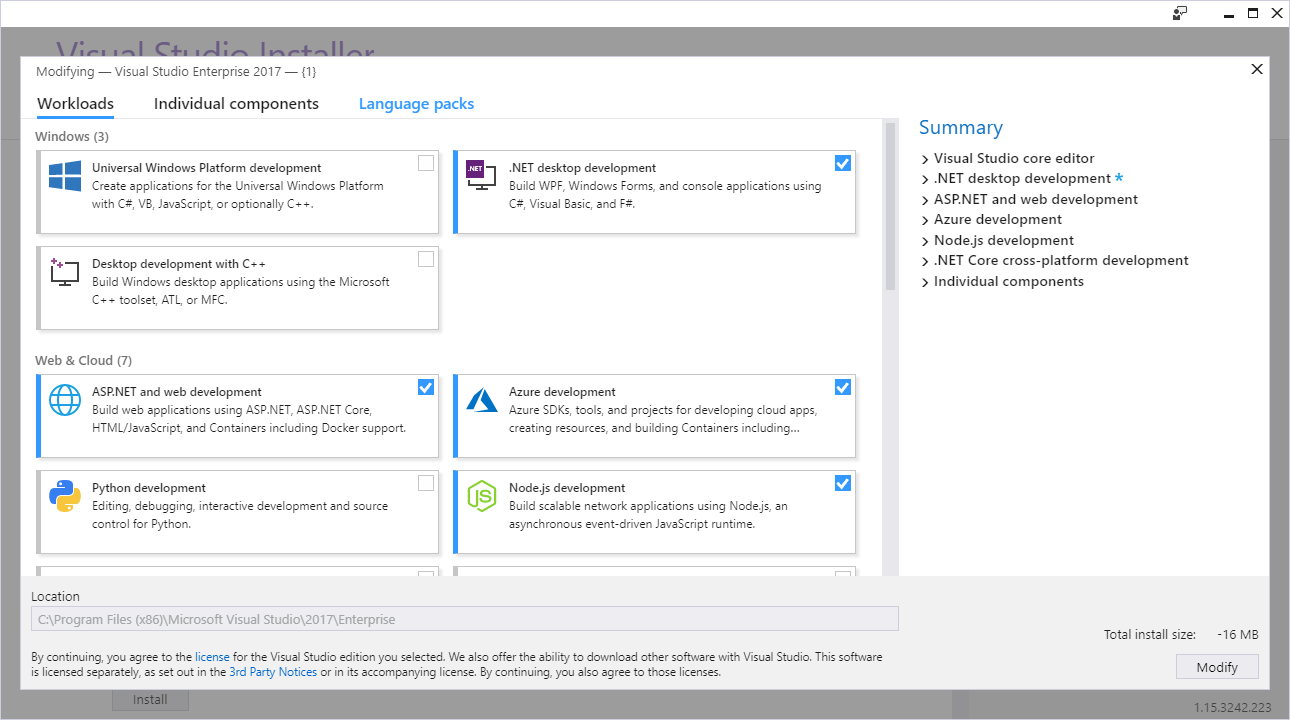 Visual Studio Installer
Modifying — Visual Studio Enterprise 2017 — {1}
Workloads
Individual components
Language packs
Windows (3)
Universal Windows Platform development
Create applications for the Universal Windows Platform
with C#, VB, JavaScript, or optionally C++.
.NET
.NET desktop development
Build WPF, Windows Forms, and console applications using
C#, Visual Basic, and F#.
Desktop development with C++
Build Windows desktop applications using the Microsoft
C++ toolset, ATL, or MFC.
Web & Cloud (7)
ASP.NET and web development
Build web applications using ASP.NET, ASP.NET Core,
HTML/JavaScript, and Containers including Docker support.
Azure development
Azure SDKs, tools, and projects for developing cloud apps,
creating resources, and building Containers including...
Python development
Editing, debugging, interactive development and source
control for Python.
JS
Node.js development
Build scalable network applications using Node.js, an
asynchronous event-driven JavaScript runtime.
Summary
Visual Studio core editor
.NET desktop development *
ASP.NET and web development
Azure development
Node.js development
.NET Core cross-platform development
Individual components
Location
C:\Program Files (x86)\Microsoft Visual Studio\2017\Enterprise
By continuing, you agree to the license for the Visual Studio edition you selected. We also offer the ability to download other software with Visual Studio. This software
is licensed separately, as set out in the 3rd Party Notices or in its accompanying license. By continuing, you also agree to those licenses.
Total install size: -16 MB
Modify
Install
1.15.3242.223